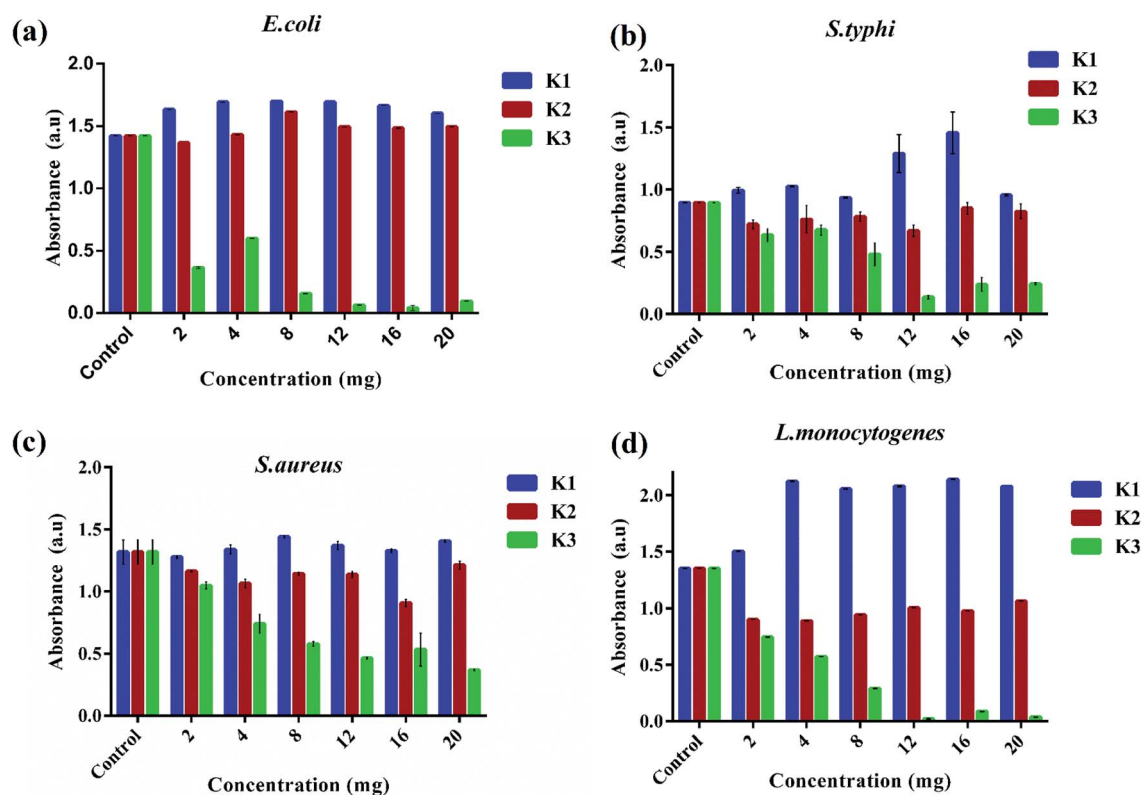 (a)
E.coli
Absorbance (a.u)
2.0
1.5
1.0
0.5
0.0
Control 2 4 8 12 16 20
Concentration (mg)
K1
K2
K3
(b)
S.typhi
Absorbance (a.u)
2.0
1.5
1.0
0.5
0.0
Control 2 4 8 12 16 20
Concentration (mg)
K1
K2
K3
(c)
S.aureus
Absorbance (a.u)
2.0
1.5
1.0
0.5
0.0
Control 2 4 8 12 16 20
Concentration (mg)
K1
K2
K3
(d)
L.monocytogenes
Absorbance (a.u)
2.0
1.5
1.0
0.5
0.0
Control 2 4 8 12 16 20
Concentration (mg)
K1
K2
K3